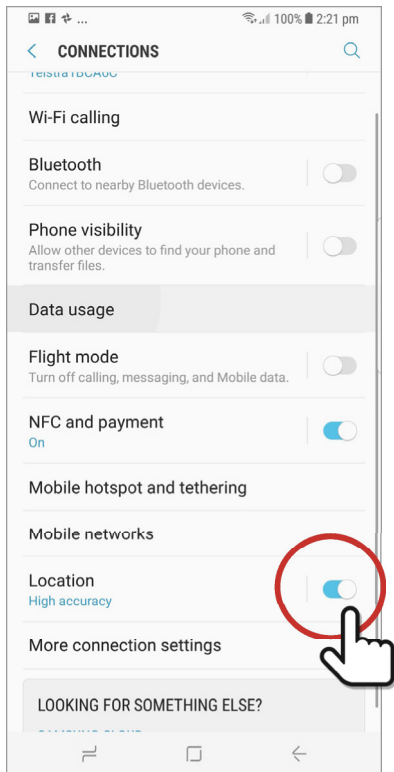 100% 2:21 pm
CONNECTIONS
Wi-Fi calling
Bluetooth
Connect to nearby Bluetooth devices.
Phone visibility
Allow other devices to find your phone and
transfer files.
Data usage
Flight mode
Turn off calling, messaging, and Mobile data.
NFC and payment
On
Mobile hotspot and tethering
Mobile networks
Location
High accuracy
More connection settings
LOOKING FOR SOMETHING ELSE?